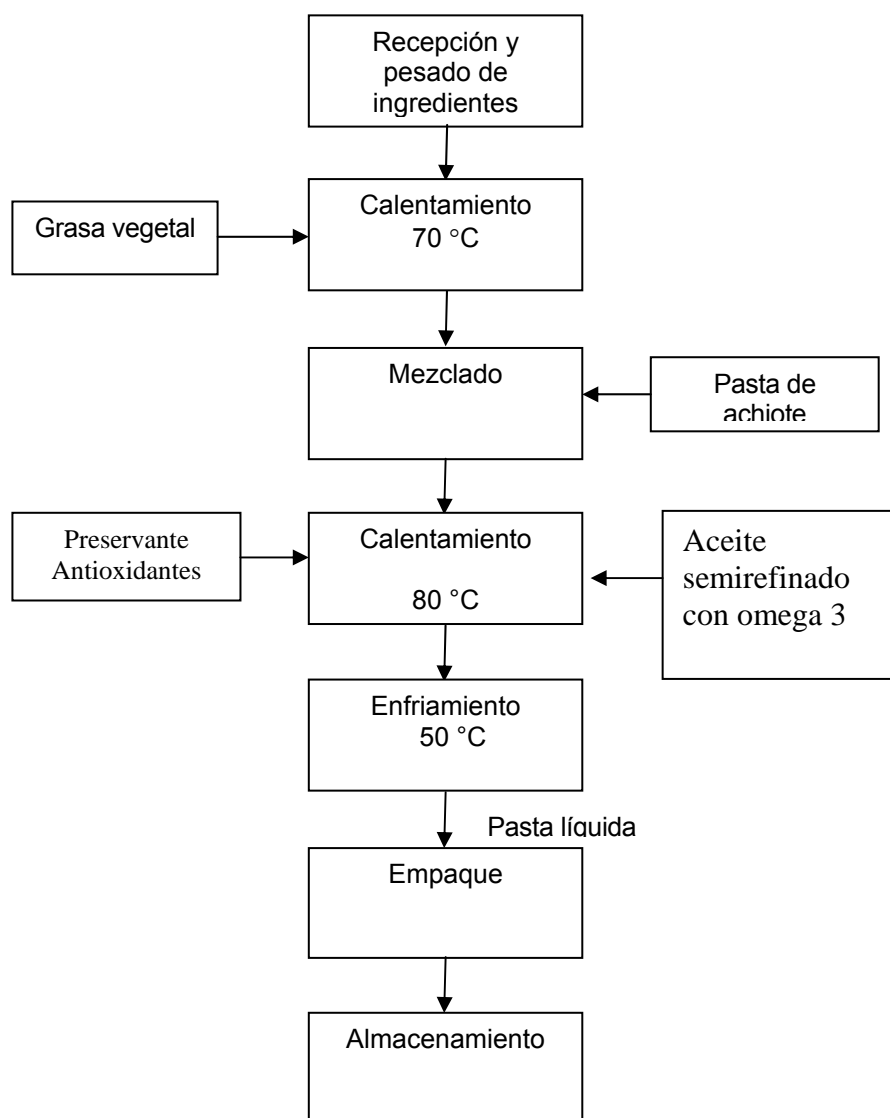 Recepción y
pesado de
ingredientes
Calentamiento
70 °C
Grasa vegetal
Mezclado
Pasta de
achiote
Preservante
Antioxidantes
Calentamiento
80 °C
Aceite
semirefinado
con omega 3
Enfriamiento
50 °C
Pasta líquida
Empaque
Almacenamiento